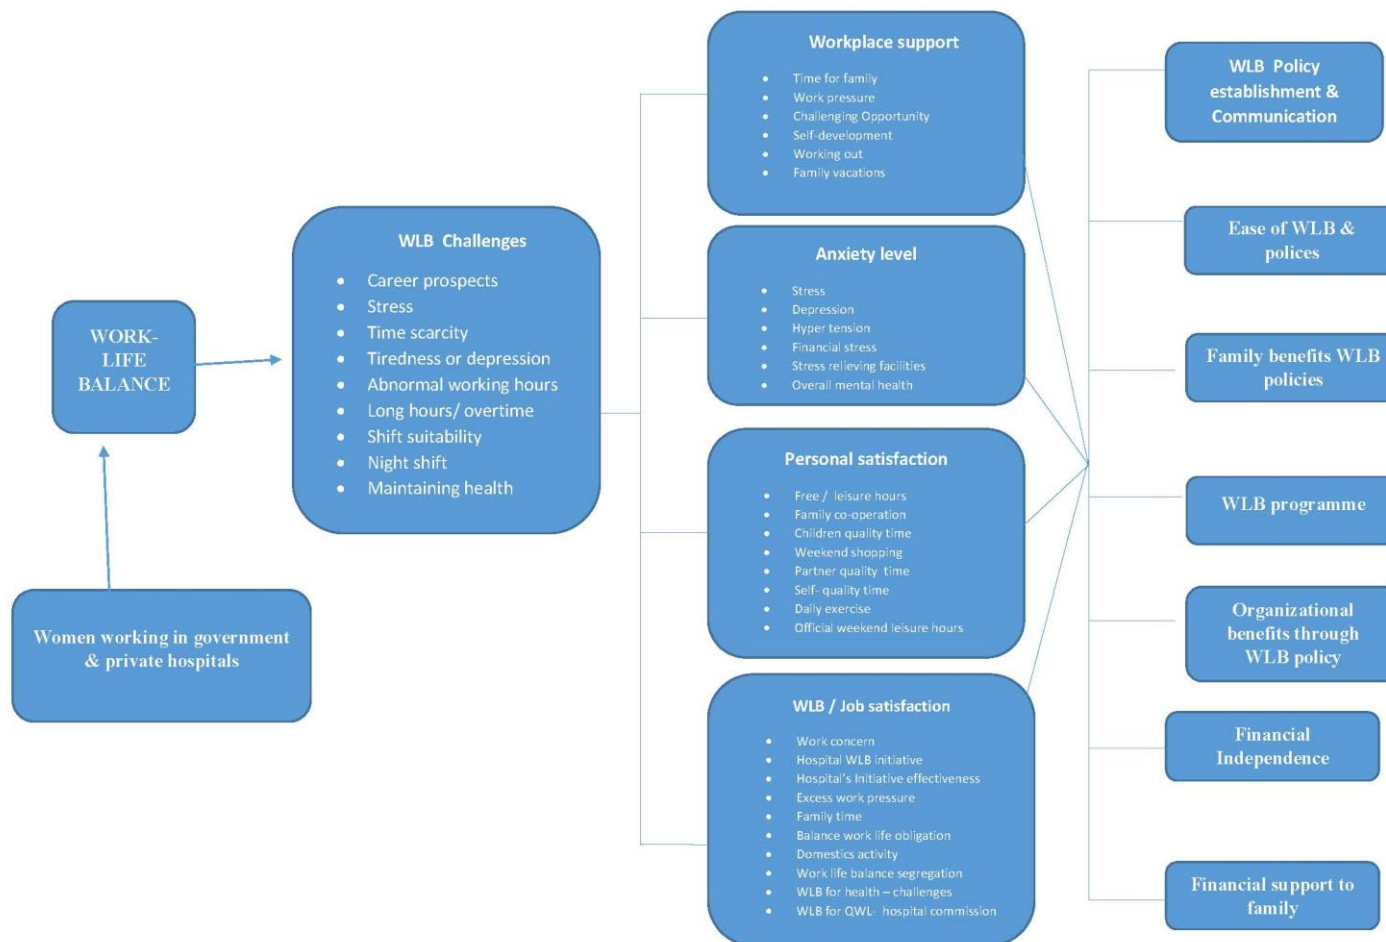 WORK-
LIFE
BALANCE
Women working in government
& private hospitals
WLB Challenges
• Career prospects
• Stress
• Time scarcity
• Tiredness or depression
• Abnormal working hours
• Long hours/ overtime
• Shift suitability
• Night shift
• Maintaining health
Workplace support
• Time for family
• Work pressure
• Challenging Opportunity
• Self-development
• Working out
• Family vacations
Anxiety level
• Stress
• Depression
• Hyper tension
• Financial stress
• Stress relieving facilities
• Overall mental health
Personal satisfaction
• Free / leisure hours
• Family co-operation
• Children quality time
• Weekend shopping
• Partner quality time
• Self- quality time
• Daily exercise
• Official weekend leisure hours
WLB / Job satisfaction
• Work concern
• Hospital WLB initiative
• Hospital's Initiative effectiveness
• Excess work pressure
• Family time
• Balance work life obligation
• Domestics activity
• Work life balance segregation
• WLB for health – challenges
• WLB for QWL- hospital commission
WLB Policy
establishment &
Communication
Ease of WLB &
polices
Family benefits WLB
policies
WLB programme
Organizational
benefits through
WLB policy
Financial
Independence
Financial support to
family